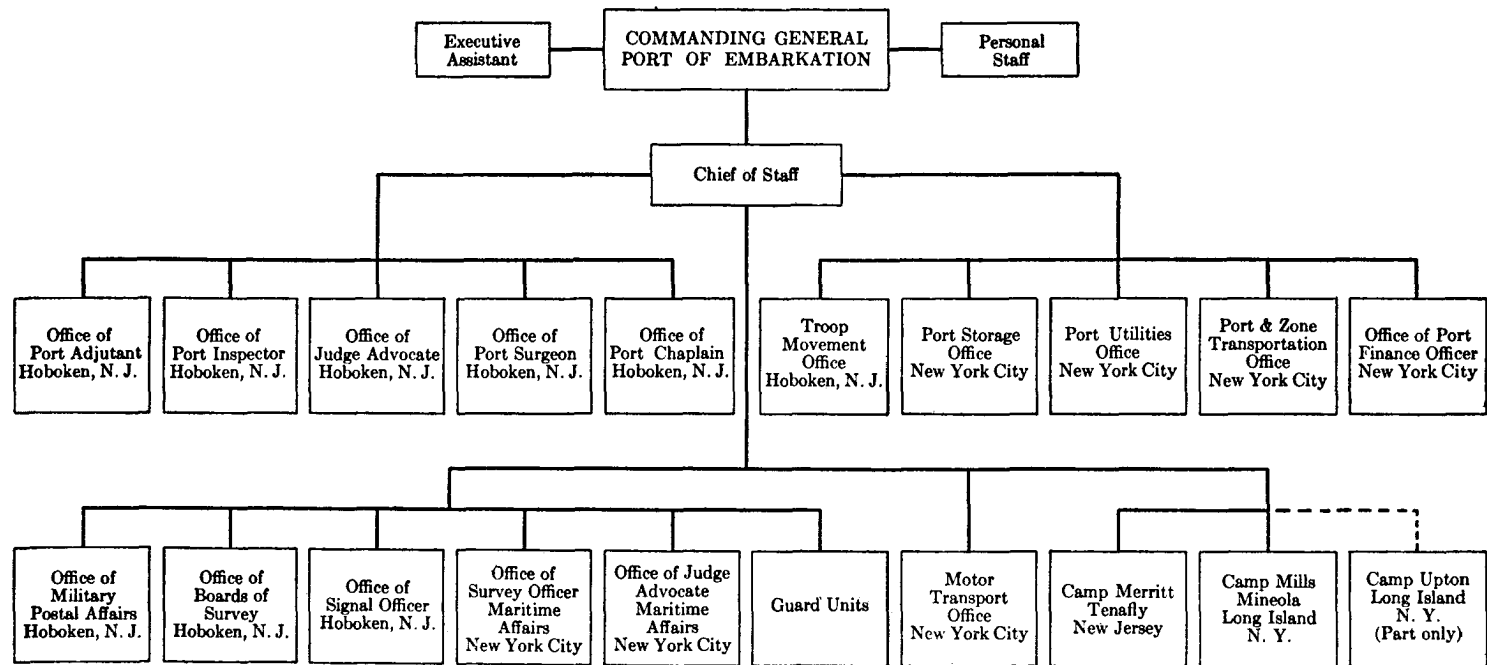 Executive
Assistant
COMMANDING GENERAL
PORT OF EMBARKATION
Personal
Staff
Chief of Staff
Office of
Port Adjutant
Hoboken, N. J.
Office of
Port Inspector
Hoboken, N. J.
Office of
Judge Advocate
Hoboken, N. J.
Office of
Port Surgeon
Hoboken, N. J.
Office of
Port Chaplain
Hoboken, N. J.
Troop
Movement
Office
Hoboken, N. J.
Port Storage
Office
New York City
Port Utilities
Office
New York City
Port & Zone
Transportation
Office
New York City
Office of Port
Finance Officer
New York City
Office of
Military
Postal Affairs
Hoboken, N. J.
Office of
Boards of
Survey
Hoboken, N. J.
Office of
Signal Officer
Hoboken, N. J.
Office of
Survey Officer
Maritime
Affairs
New York City
Office of Judge
Advocate
Maritime
Affairs
New York City
Guard Units
Motor
Transport
Office
New York City
Camp Merritt
Tenafly
New Jersey
Camp Mills
Mineola
Long Island
N. Y.
Camp Upton
Long Island
N. Y.
(Part only)